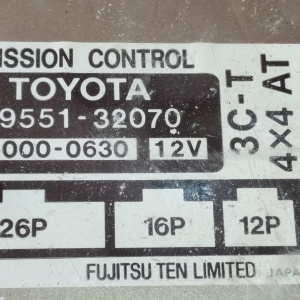 ISSION CONTROL
TOYOTA
9551-32070
000-0630 12V
3C-T
4×4 AT
26P 16P 12P
FUJITSU TEN LIMITED
JAPA